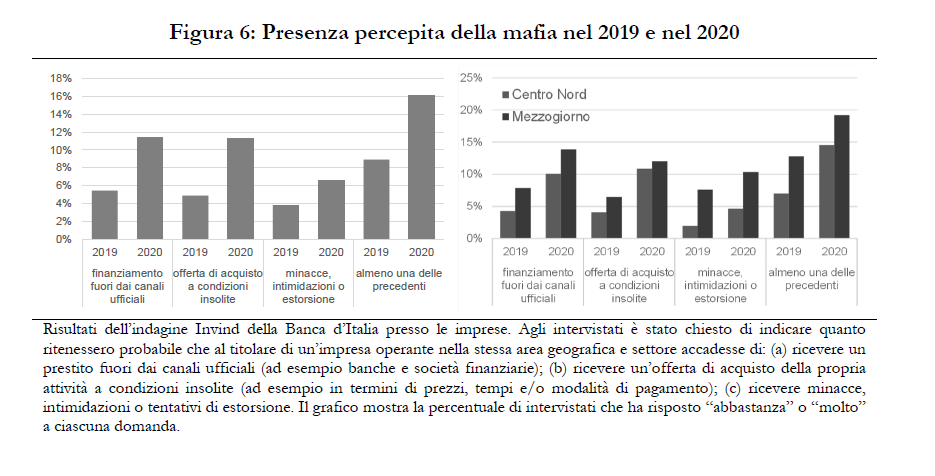 Figura 6: Presenza percepita della mafia nel 2019 e nel 2020
18%
16%
14%
12%
10%
8%
6%
4%
2%
0%
2019 2020 2019 2020 2019 2020 2019 2020
finanziamento fuori dai canali ufficiali
offerta di acquisto a condizioni insolite
minacce, intimidazioni o estorsione
almeno una delle precedenti
25%
20%
15%
10%
5%
0%
Centro Nord
Mezzogiorno
2019 2020 2019 2020 2019 2020 2019 2020
finanziamento fuori dai canali ufficiali
offerta di acquisto a condizioni insolite
minacce, intimidazioni o estorsione
almeno una delle precedenti
Risultati dell'indagine Invind della Banca d'Italia presso le imprese. Agli intervistati è stato chiesto di indicare quanto
ritenessero probabile che al titolare di un'impresa operante nella stessa area geografica e settore accadesse di: (a) ricevere un
prestito fuori dai canali ufficiali (ad esempio banche e società finanziarie); (b) ricevere un'offerta di acquisto della propria
attività a condizioni insolite (ad esempio in termini di prezzi, tempi e/o modalità di pagamento); (c) ricevere minacce,
intimidazioni o tentativi di estorsione. Il grafico mostra la percentuale di intervistati che ha risposto “abbastanza” o “molto”
a ciascuna domanda.